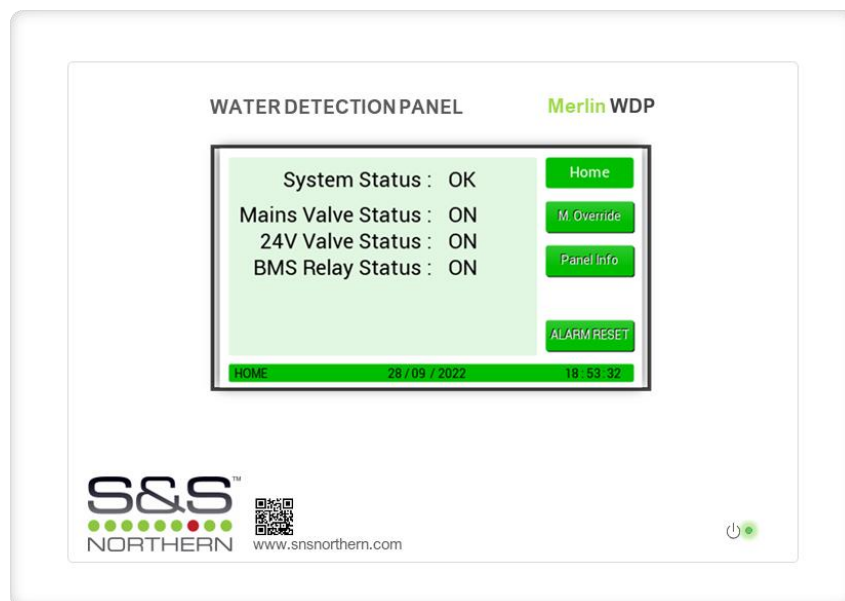 WATER DETECTION PANEL Merlin WDP
System Status : OK
Mains Valve Status : ON
24V Valve Status : ON
BMS Relay Status : ON
Home
M. Override
Panel Info
ALARM RESET
HOME 28 / 09 / 2022 18 : 53 : 32
S&S™
NORTHERN
www.snsnorthern.com